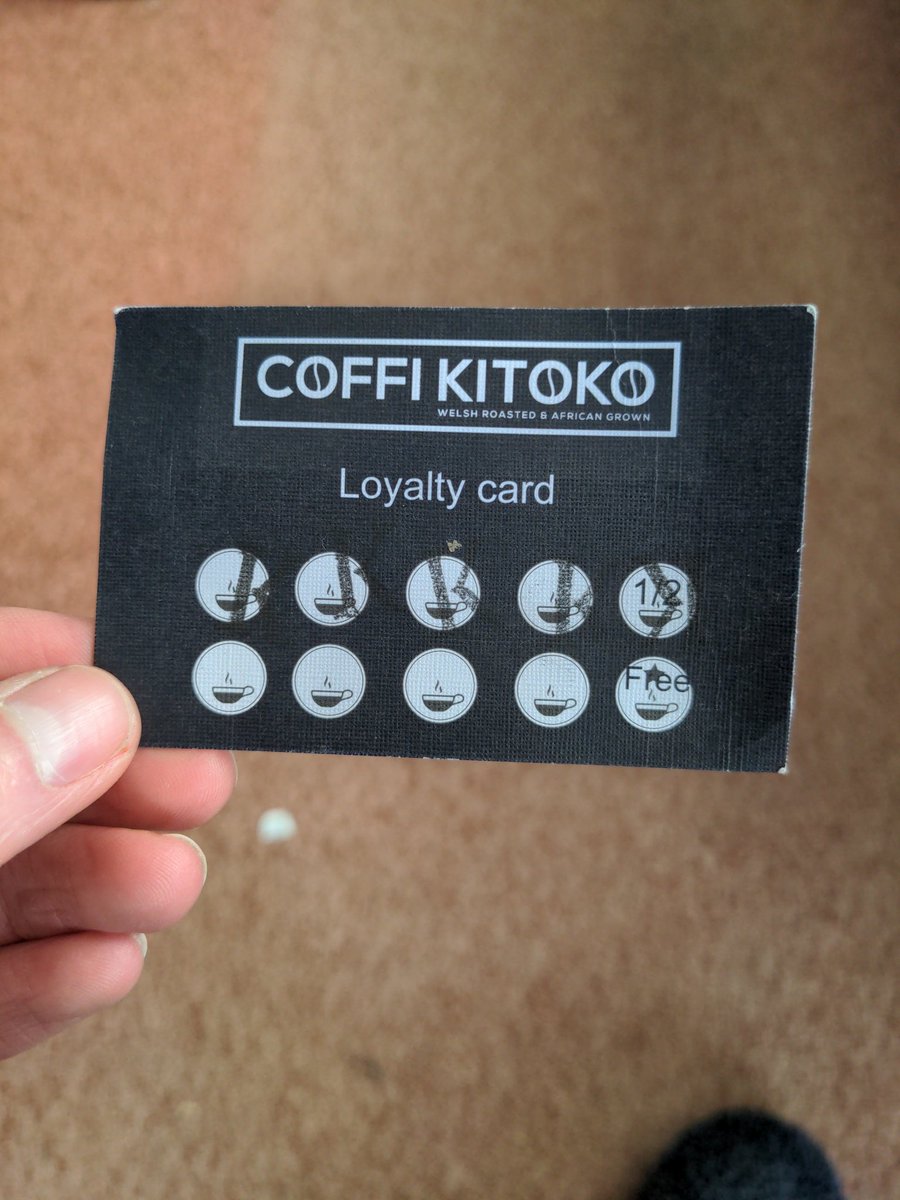 COFFI KITOKO
WELSH ROASTED & AFRICAN GROWN
Loyalty card
1/2
Free